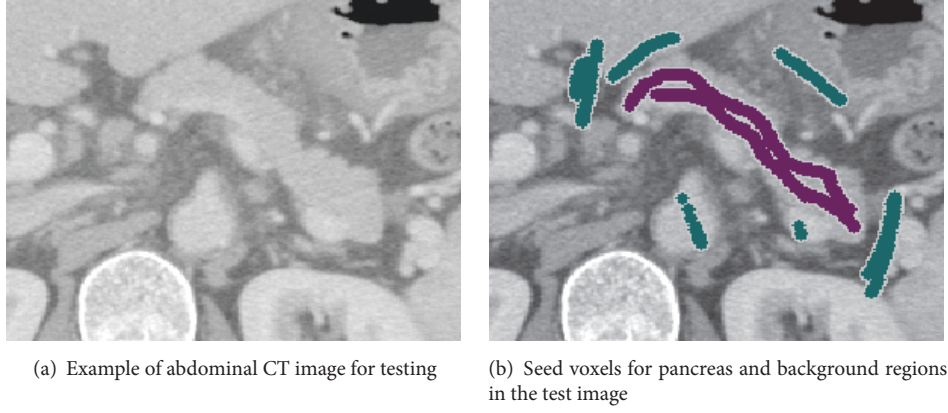 (a) Example of abdominal CT image for testing
(b) Seed voxels for pancreas and background regions
in the test image